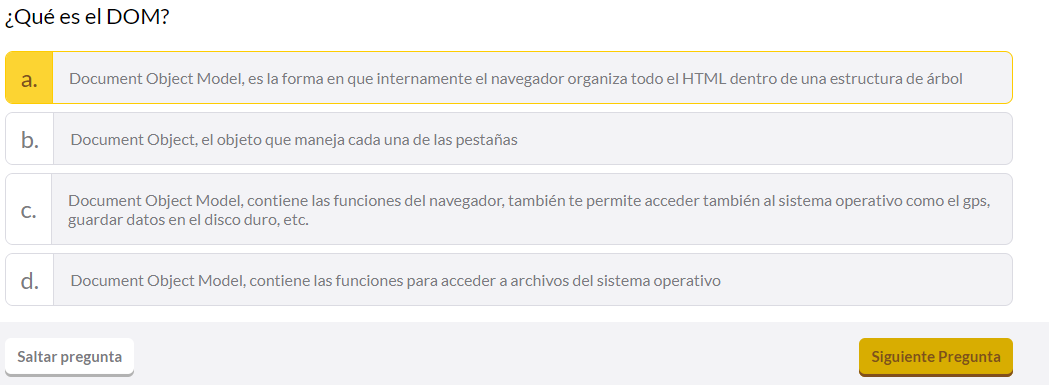 ¿Qué es el DOM?
a. Document Object Model, es la forma en que internamente el navegador organiza todo el HTML dentro de una estructura de árbol
b. Document Object, el objeto que maneja cada una de las pestañas
c. Document Object Model, contiene las funciones del navegador, también te permite acceder también al sistema operativo como el gps,
guardar datos en el disco duro, etc.
d. Document Object Model, contiene las funciones para acceder a archivos del sistema operativo
Saltar pregunta
Siguiente Pregunta